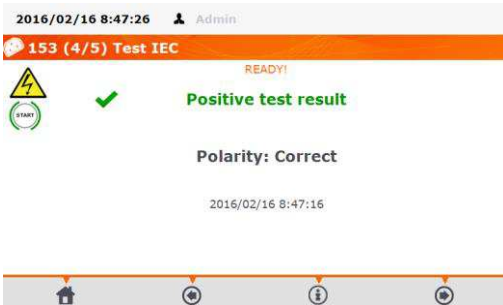 2016/02/16 8:47:26 Admin
153 (4/5) Test IEC
READY!
Positive test result
START
Polarity: Correct
2016/02/16 8:47:16